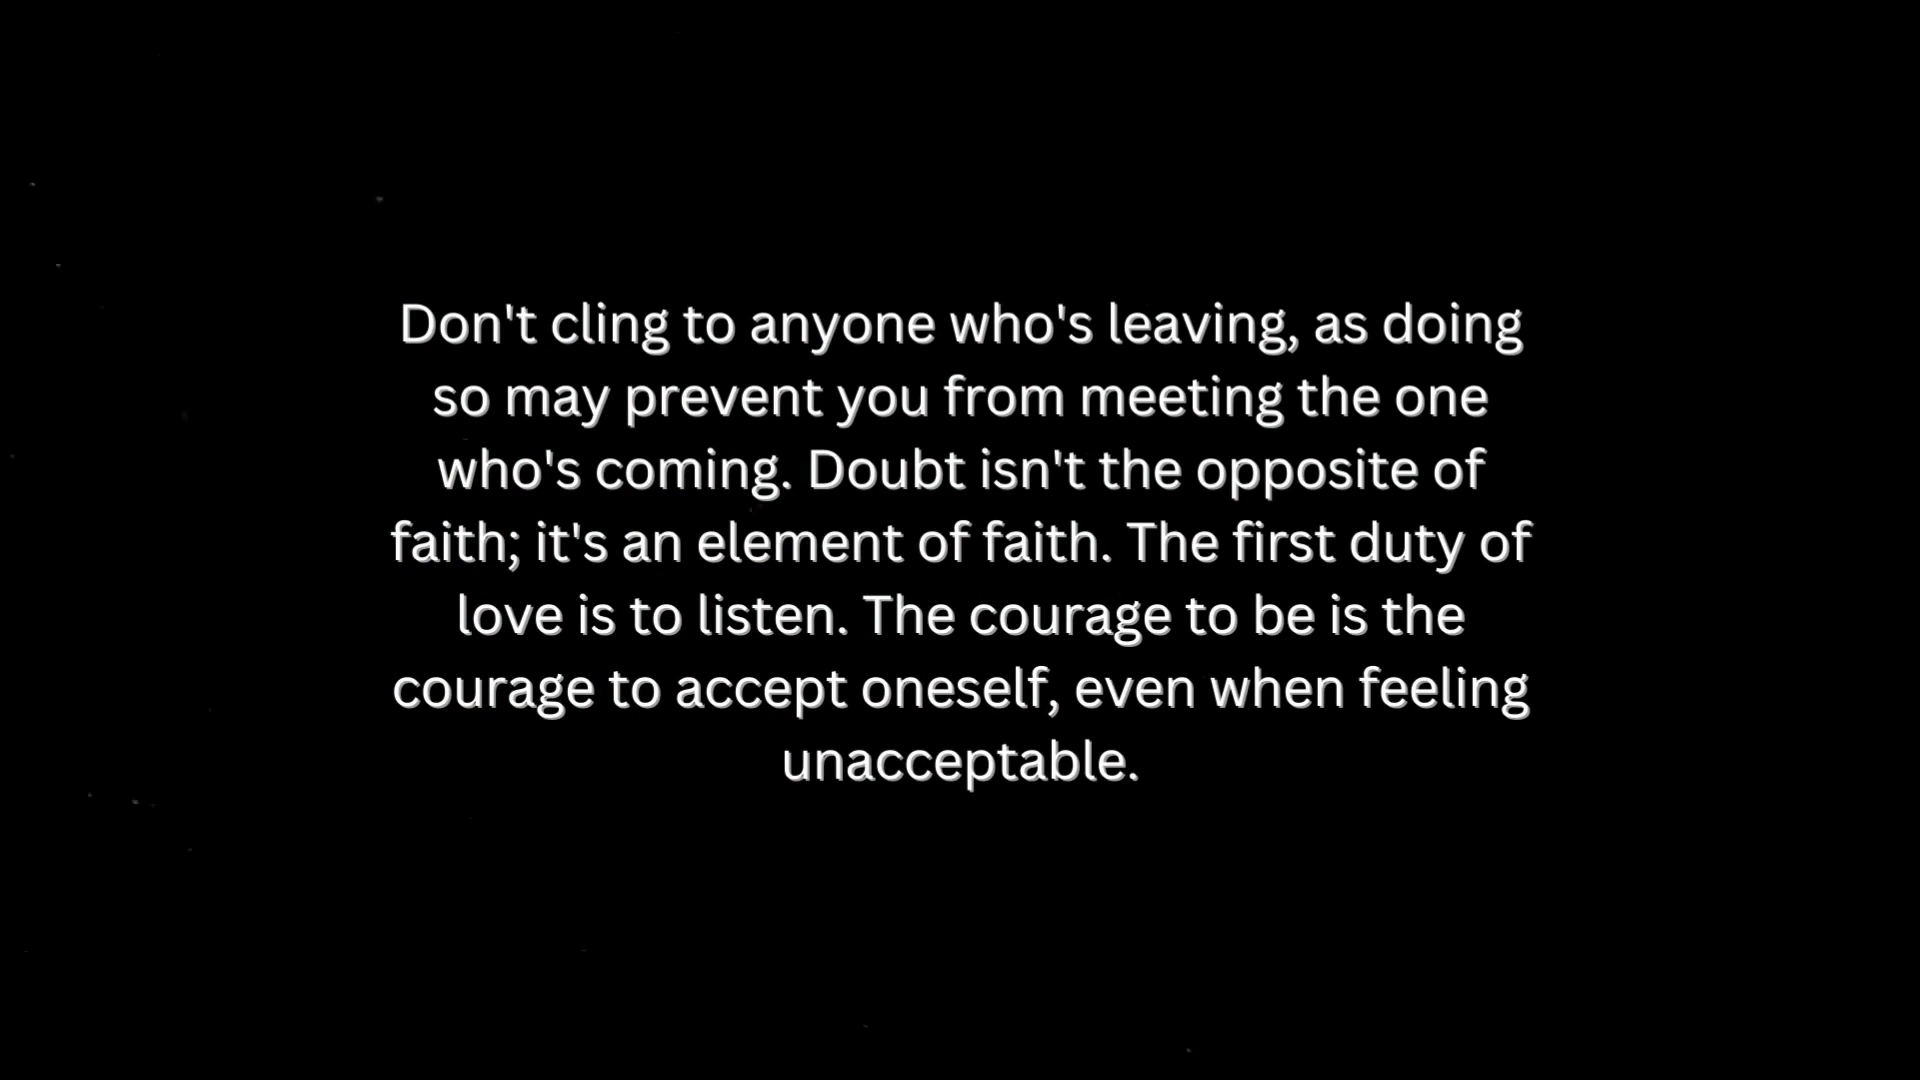 Don't cling to anyone who's leaving, as doing
so may prevent you from meeting the one
who's coming. Doubt isn't the opposite of
faith; it's an element of faith. The first duty of
love is to listen. The courage to be is the
courage to accept oneself, even when feeling
unacceptable.